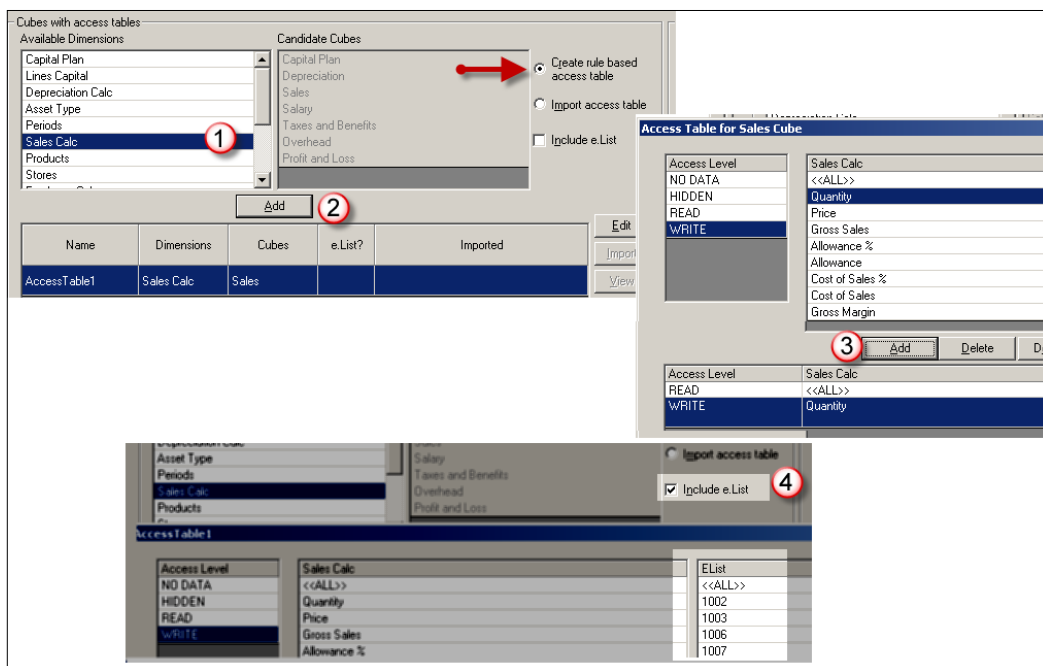 Cubes with access tables
Available Dimensions
Capital Plan
Lines Capital
Depreciation Calc
Asset Type
Periods
Sales Calc
Products
Stores
1
Candidate Cubes
Capital Plan
Depreciation
Sales
Salary
Taxes and Benefits
Overhead
Profit and Loss
Create rule based
access table
Import access table
Include e.List
Add
2
Name Dimensions Cubes e.List? Imported
AccessTable1 Sales Calc Sales
Edit
Import
View
Access Table for Sales Cube
Access Level
NO DATA
HIDDEN
READ
WRITE
Sales Calc
<<ALL>>
Quantity
Price
Gross Sales
Allowance %
Allowance
Cost of Sales %
Cost of Sales
Gross Margin
3
Add Delete D
Access Level Sales Calc
READ <<ALL>>
WRITE Quantity
Asset Type
Periods
Sales Calc
Products
Salary
Taxes and Benefits
Overhead
Profit and Loss
Import access table
Include e.List
4
AccessTable1
Access Level
NO DATA
HIDDEN
READ
WRITE
Sales Calc
<<ALL>>
Quantity
Price
Gross Sales
Allowance %
EList
<<ALL>>
1002
1003
1006
1007